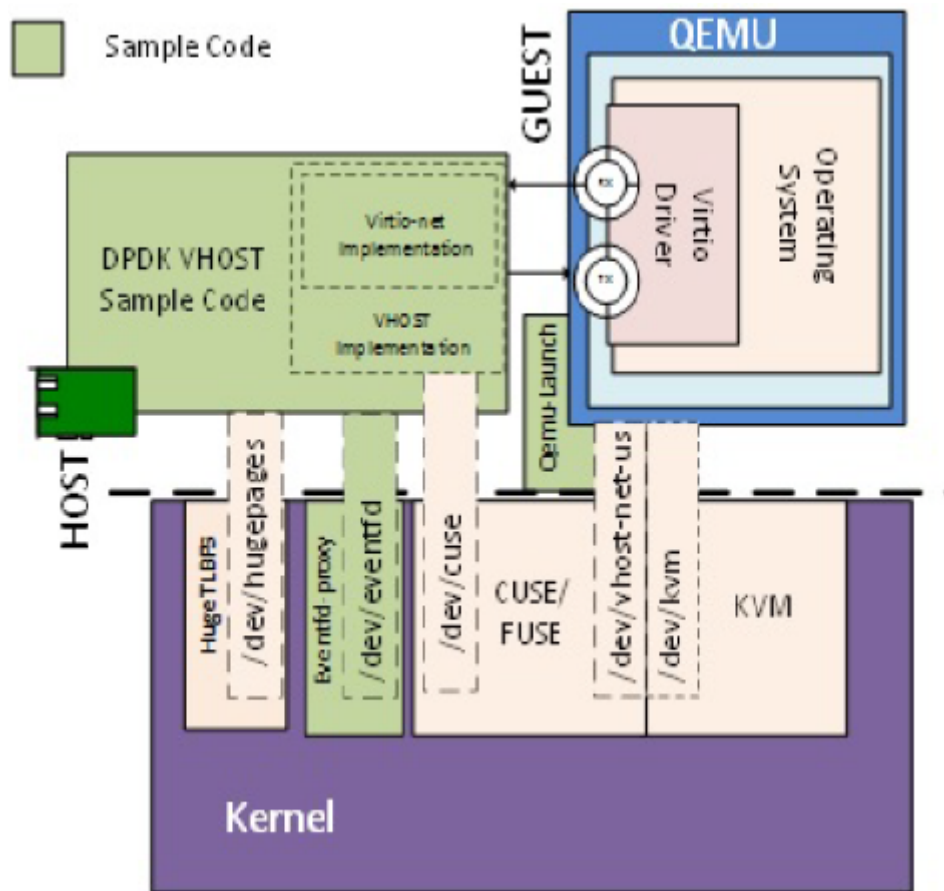 Sample Code
QEMU
GUEST
Operating
System
Virtio
Driver
Virtio-net
Implementation
DPDK VHOST
Sample Code
VHOST
Implementation
Qemu-Launch
HOST
HugeTLBFS
/dev/hugepages
Eventfd-proxy
/dev/eventfd
/dev/cuse
CUSE/
FUSE
/dev/vhost-net-us
/dev/kvm
KVM
Kernel